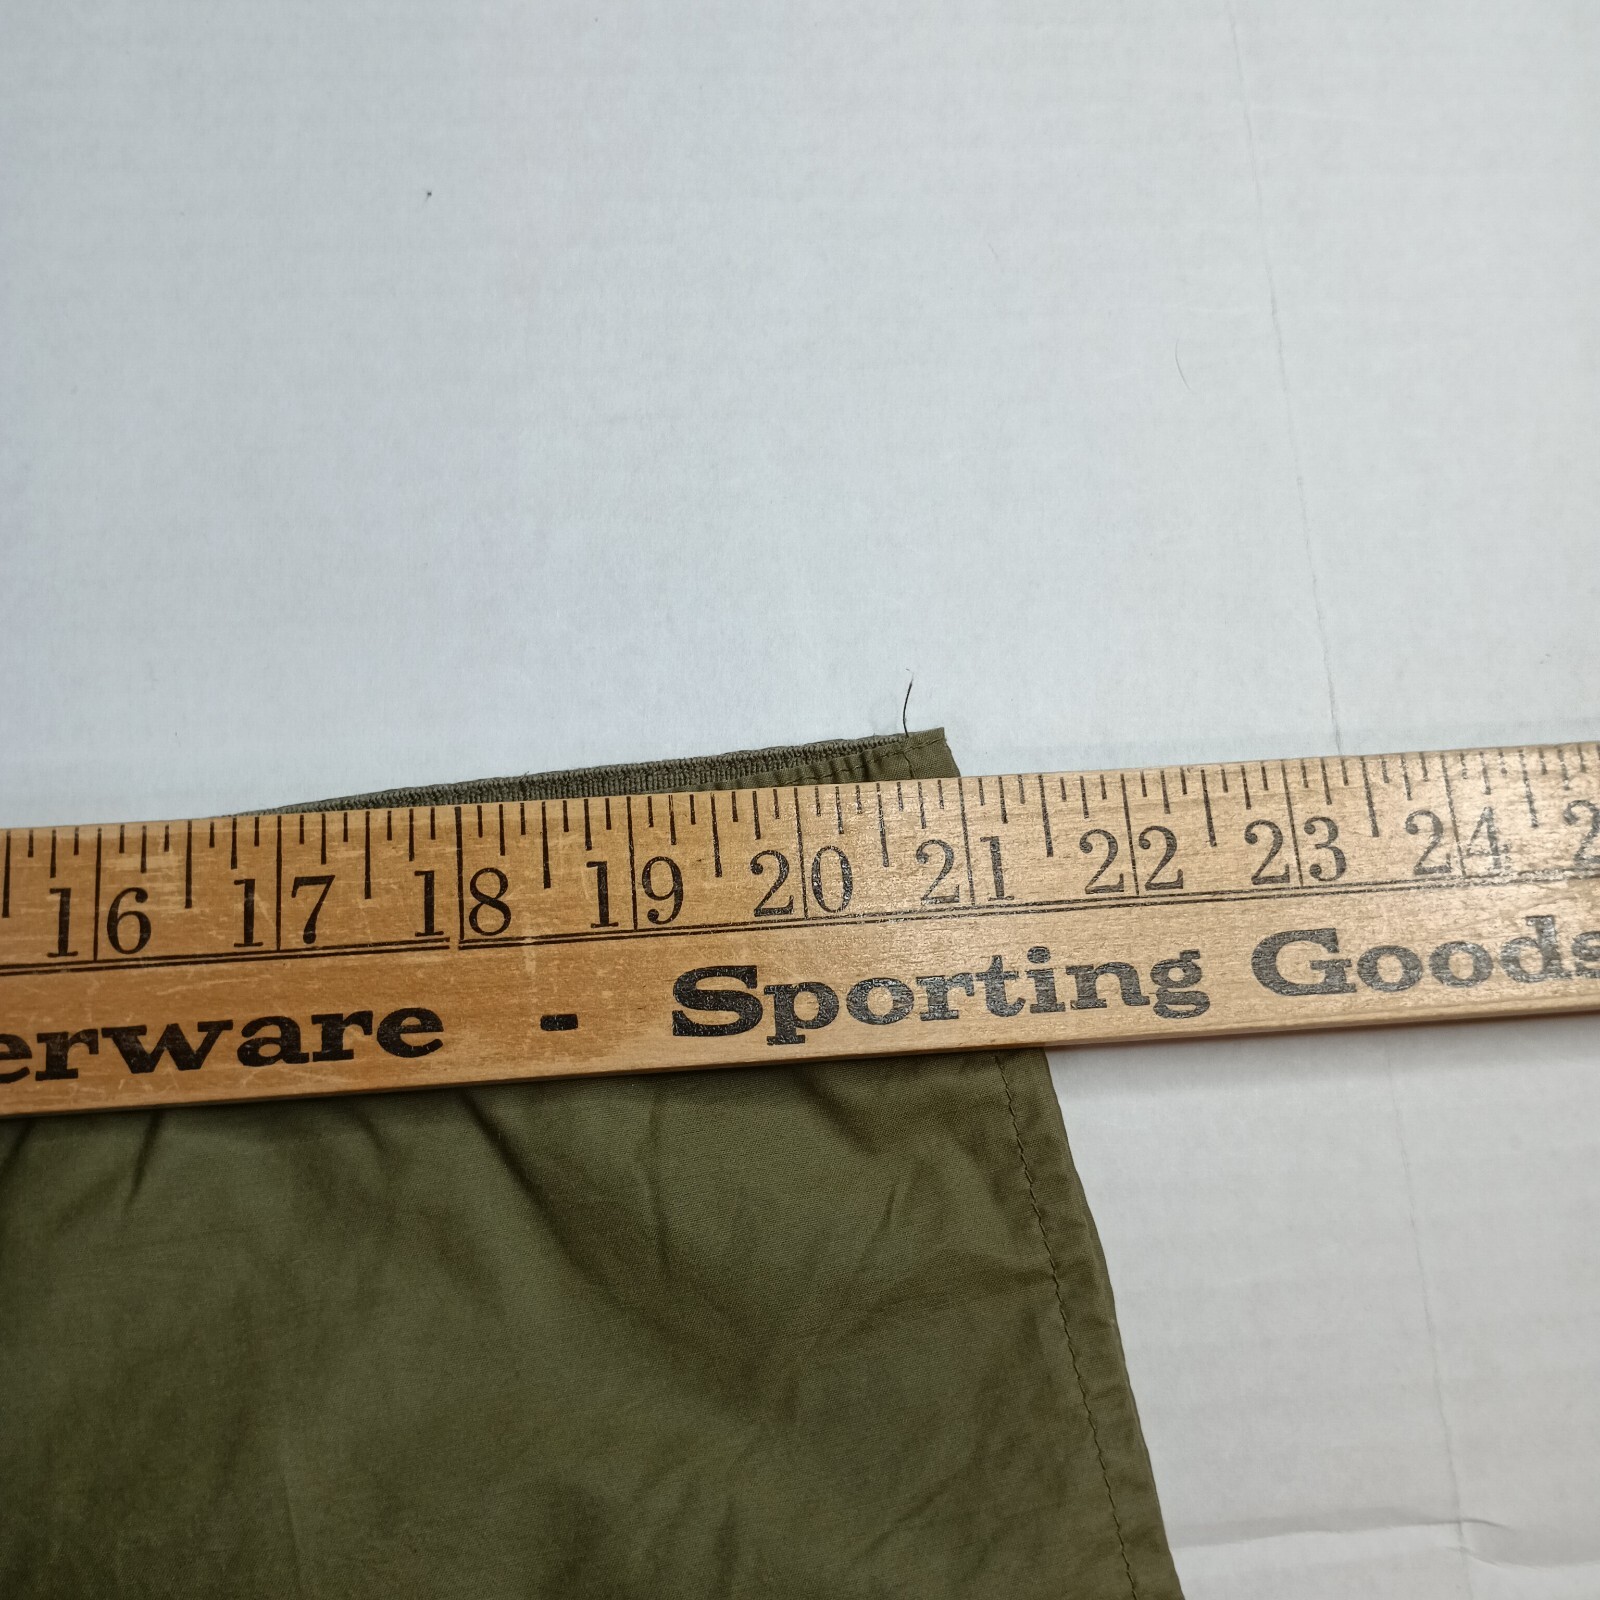 16 17 18 19 20 21 22 23 24
erware - Sporting Goods